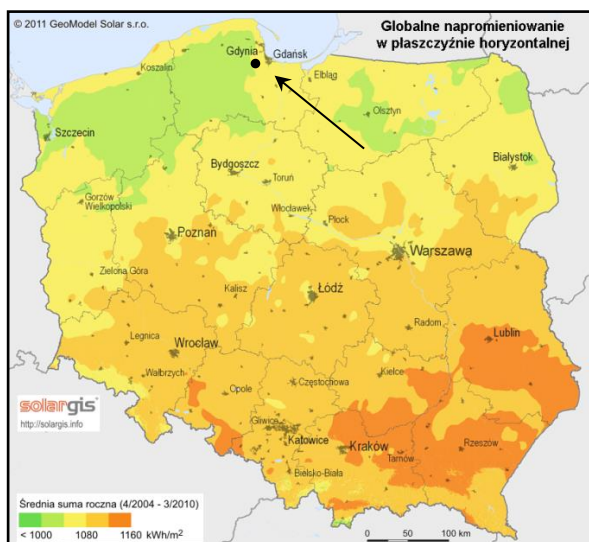 © 2011 GeoModel Solar s.r.o.
Globalne napromieniowanie
w płaszczyźnie horyzontalnej
Gdynia
Gdańsk
Koszalin
Elbląg
Olsztyn
Szczecin
Białystok
Bydgoszcz
Toruń
Gorzów
Wielkopolski
Włocławek
Płock
Poznań
Warszawa
Zielona Góra
Kalisz
Łódź
Radom
Lublin
Legnica
Wrocław
Wałbrzych
Opole
Częstochowa
Kielce
solargis
http://solargis.info
Gliwice
Katowice
Kraków
Tarnów
Rzeszów
Bielsko-Biała
Średnia suma roczna (4/2004 - 3/2010)
< 1000 1080 1160 kWh/m²
0 50 100 km